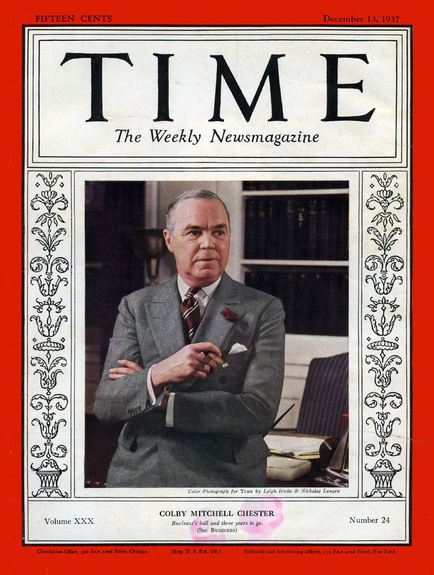 FIFTEEN CENTS
December 13, 1937
TIME
The Weekly Newsmagazine
Color Photograph for TIME by Leigh Irwin & Nicholas Langen
COLBY MITCHELL CHESTER
Volume XXX
Business's ball and three years to go.
Number 24
(See BUSINESS)
Circulation Office, 350 East 22nd Street, Chicago.
(Reg. U. S. Pat. Off.)
Editorial and Advertising Offices, 135 East 42nd Street, New York.